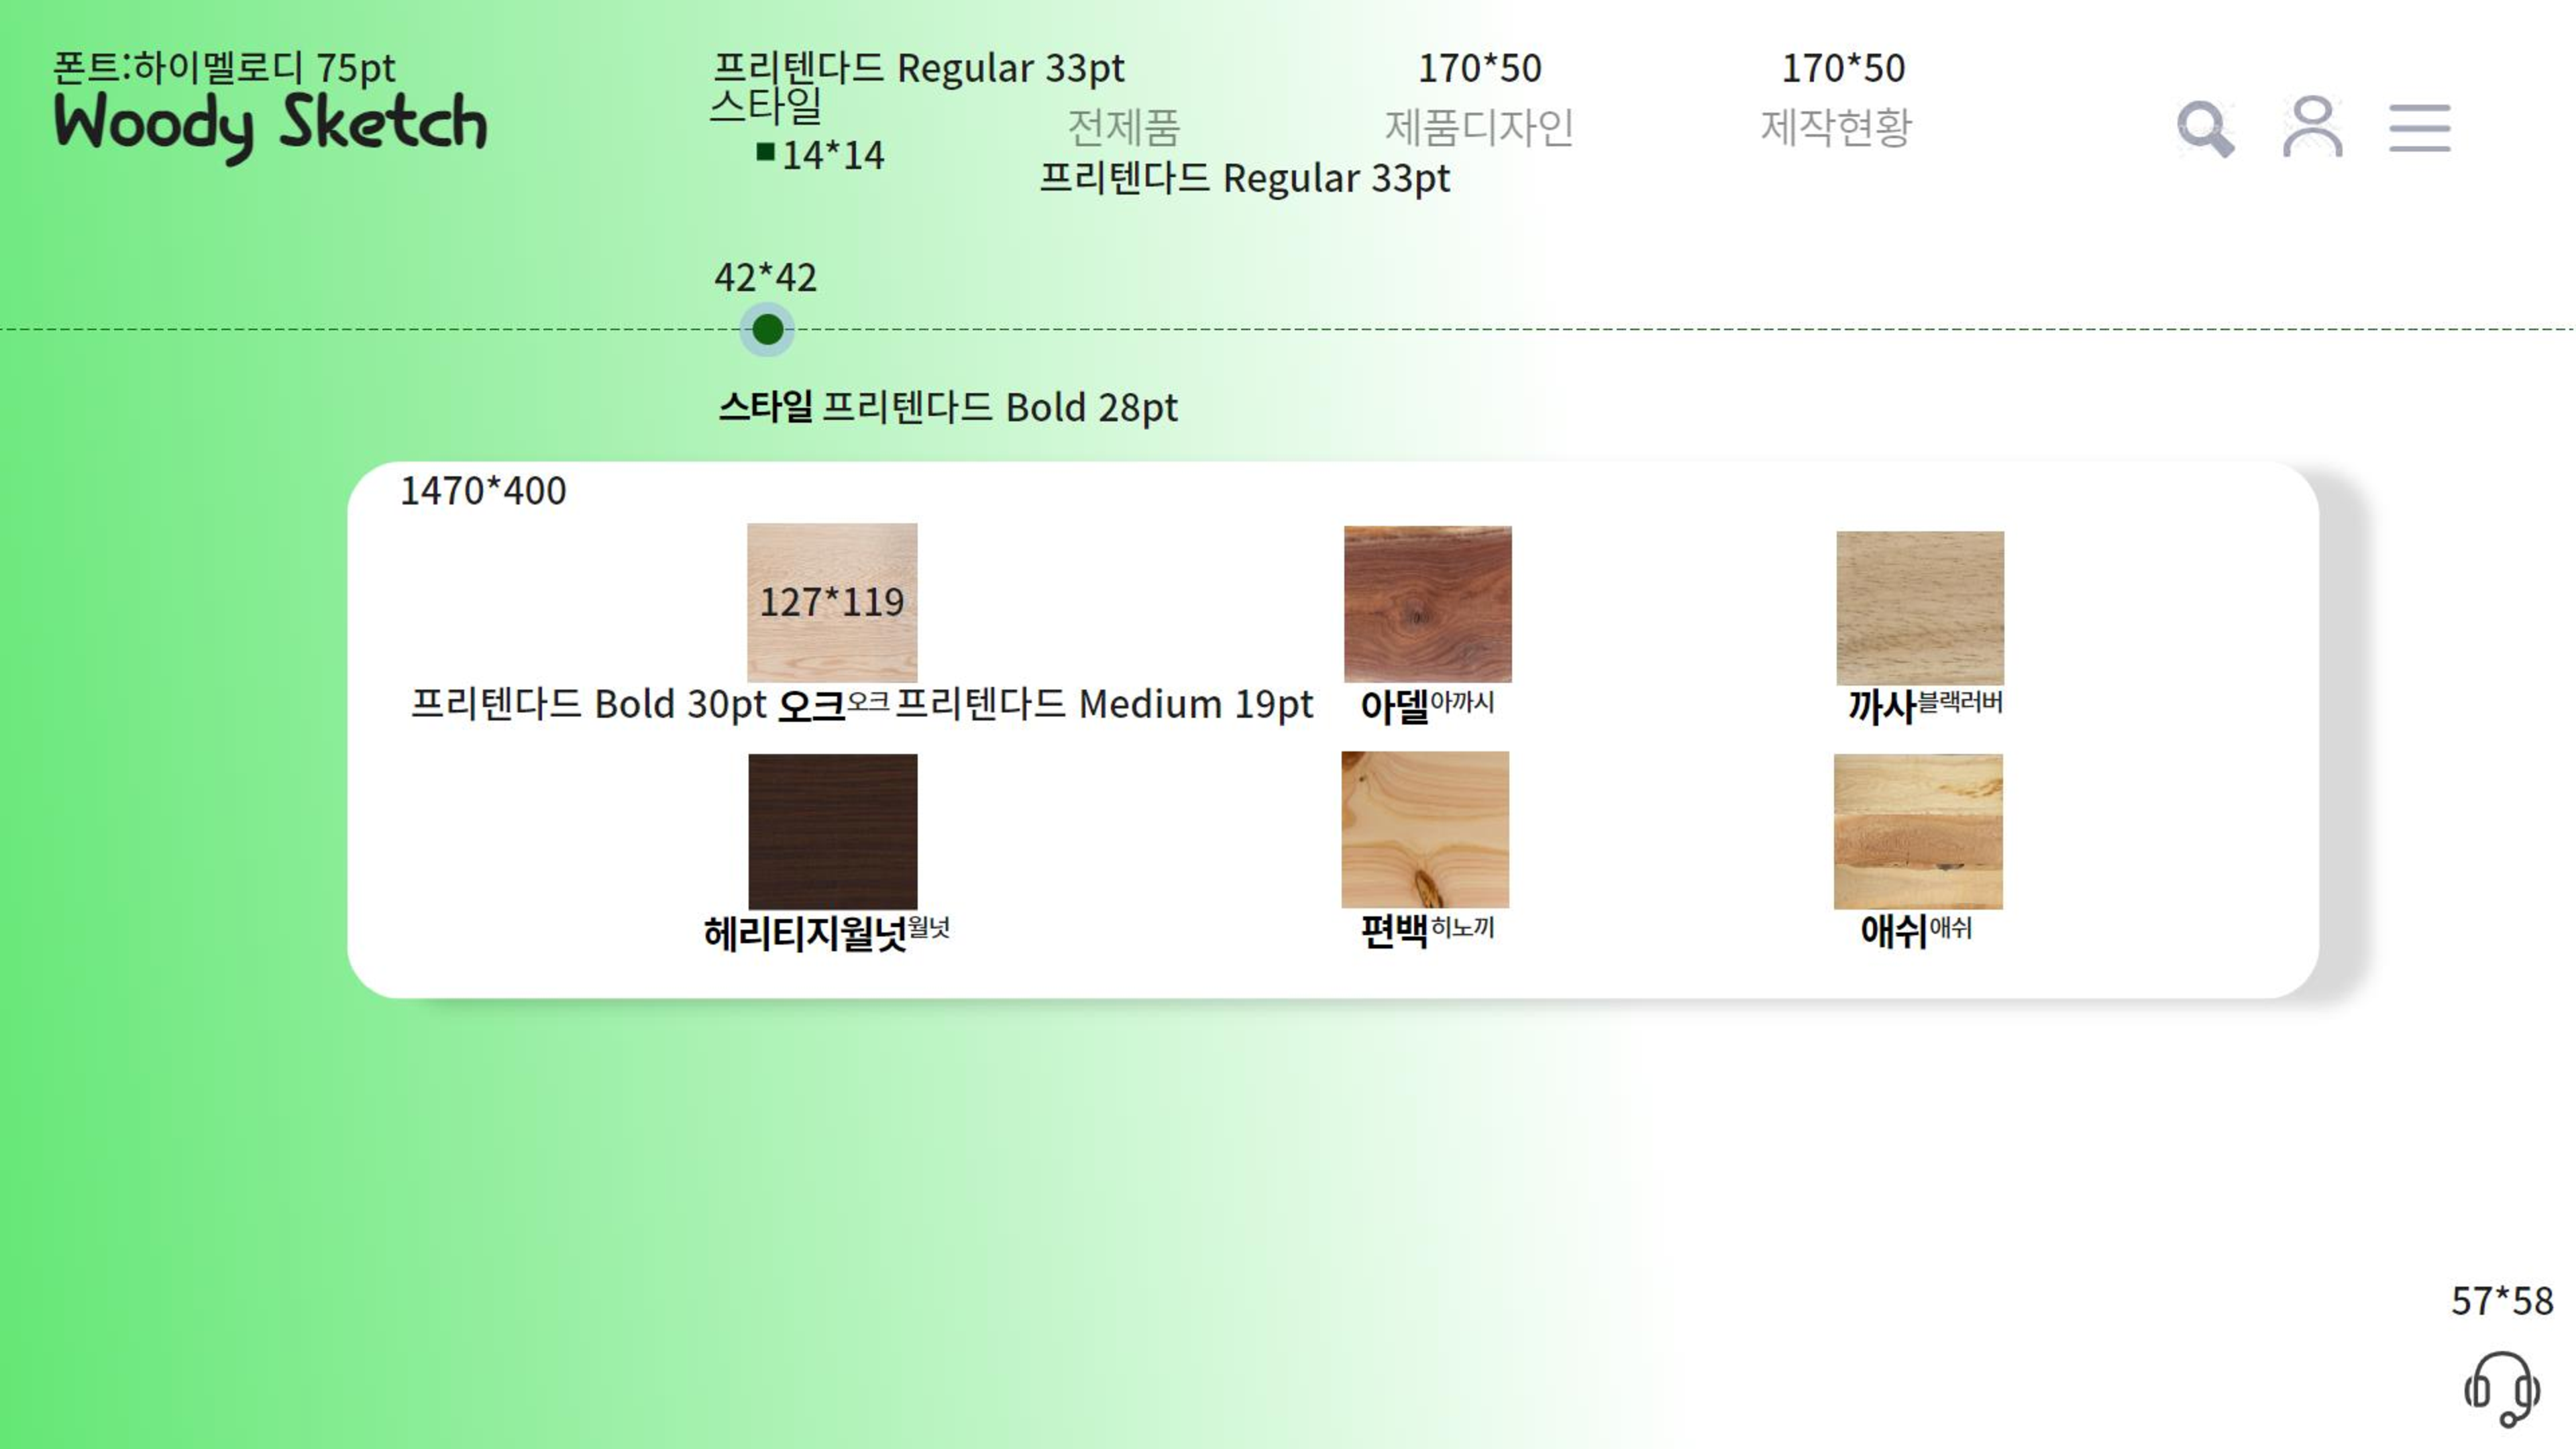 폰트:하이멜로디 75pt
Woody Sketch
프리텐다드 Regular 33pt
스타일
14*14
전제품
프리텐다드 Regular 33pt
170*50
제품디자인
170*50
제작현황
42*42
스타일 프리텐다드 Bold 28pt
1470*400
127*119
프리텐다드 Bold 30pt 오크오크 프리텐다드 Medium 19pt
아델아까시
까사블랙러버
헤리티지월넛월넛
편백히노끼
애쉬애쉬
57*58